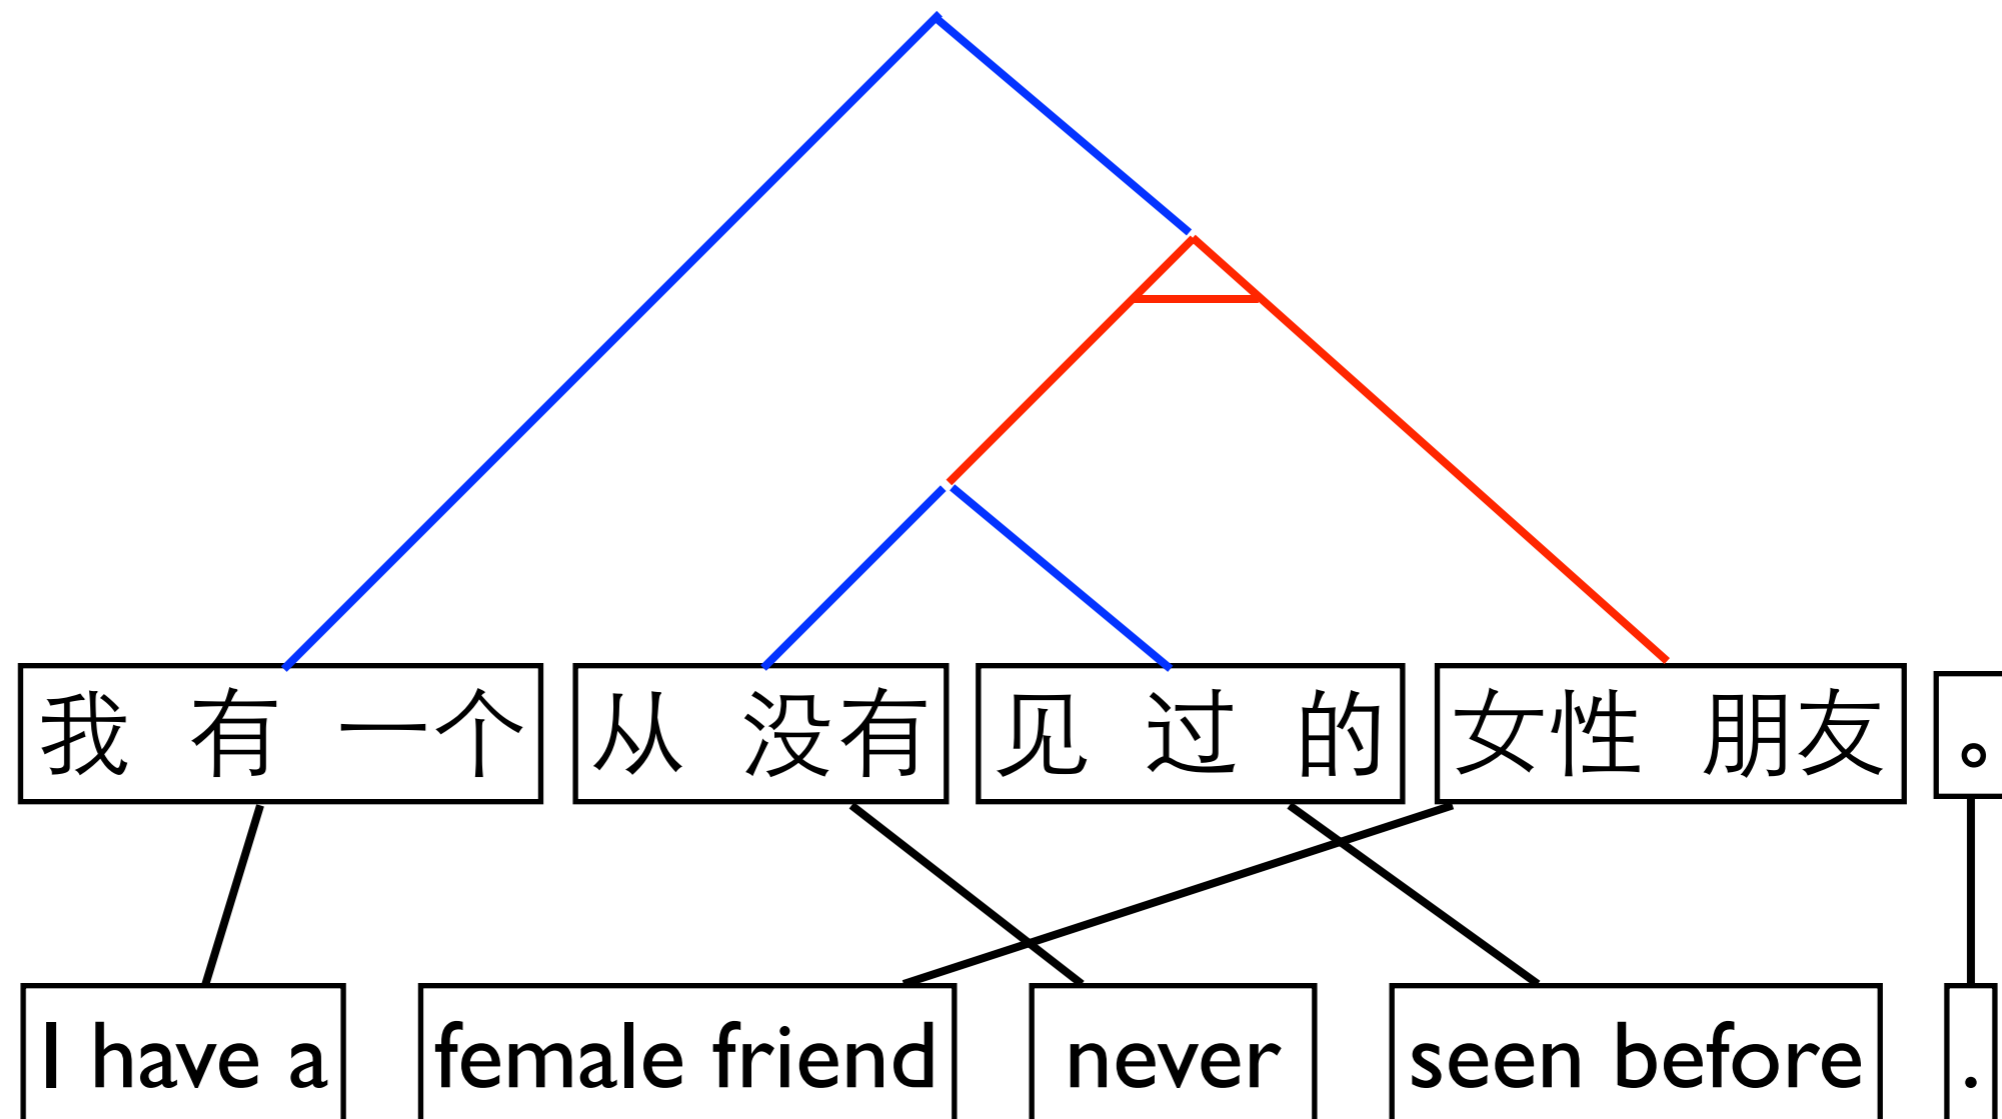 我 有 一个 从 没有 见 过 的 女性 朋友 。
I have a female friend never seen before .